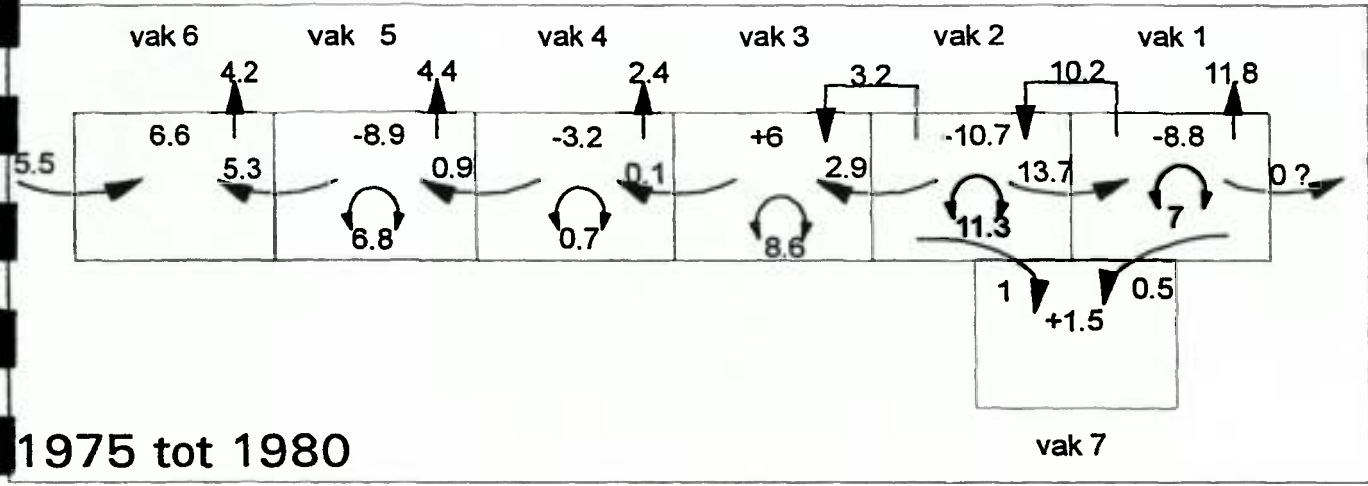 vak 6 vak 5 vak 4 vak 3 vak 2 vak 1
4.2 4.4 2.4 3.2 10.2 11.8
6.6 -8.9 -3.2 +6 -10.7 -8.8
5.5 5.3 0.9 0.1 2.9 13.7 0 ?
6.8 0.7 8.6 11.3 7
1 0.5
+1.5
1975 tot 1980
vak 7